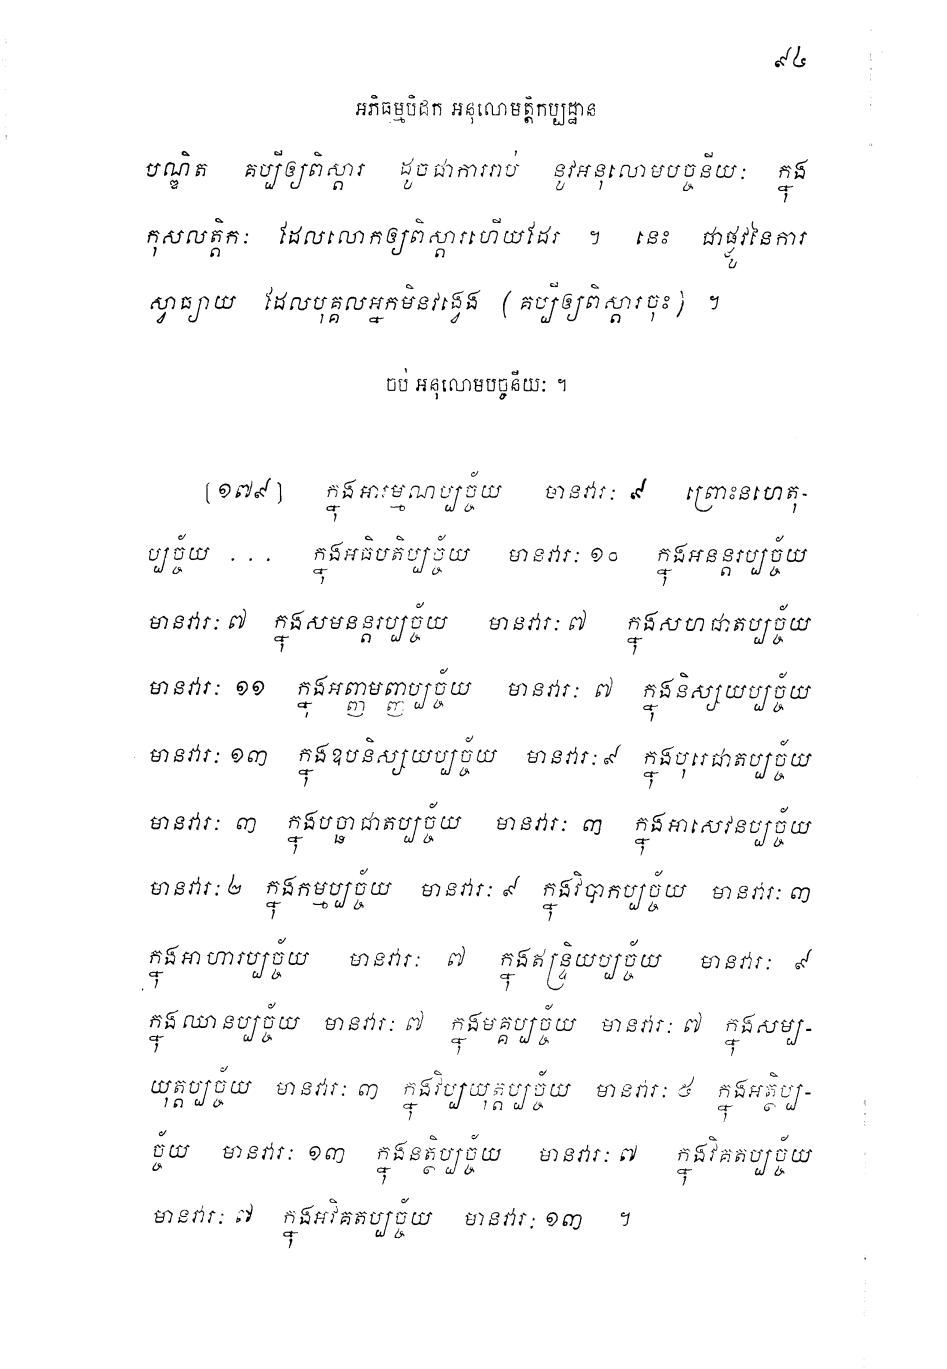 ៩៤
អភិធម្មបិដក អនុលោមត្តិកប្បដ្ឋាន
បណ្ឌិត គប្បីឲ្យពិស្តារ ដូចជាការរាប់ នូវអនុលោមបច្ចនីយៈ ក្នុង
កុសលត្តិកៈ ដែលលោកឲ្យពិស្តារហើយដែរ ។ នេះ ជាផ្លូវនៃការ
ស្វាធ្យាយ ដែលបុគ្គលអ្នកមិនវង្វេង (គប្បីឲ្យពិស្តារចុះ) ។
ចប់ អនុលោមបច្ចនីយៈ ។
(១៧៩) ក្នុងអារម្មណប្បច្ច័យ មានវារៈ ៩ ព្រោះនហេតុ-
ប្បច្ច័យ ... ក្នុងអធិបតិប្បច្ច័យ មានវារៈ ១០ ក្នុងអនន្តរប្បច្ច័យ
មានវារៈ ៧ ក្នុងសមនន្តរប្បច្ច័យ មានវារៈ ៧ ក្នុងសហជាតប្បច្ច័យ
មានវារៈ ១១ ក្នុងអញ្ញមញ្ញប្បច្ច័យ មានវារៈ ៧ ក្នុងនិស្សយប្បច្ច័យ
មានវារៈ ១៣ ក្នុងឧបនិស្សយប្បច្ច័យ មានវារៈ ៩ ក្នុងបុរេជាតប្បច្ច័យ
មានវារៈ ៣ ក្នុងបច្ឆាជាតប្បច្ច័យ មានវារៈ ៣ ក្នុងអាសេវនប្បច្ច័យ
មានវារៈ ២ ក្នុងកម្មប្បច្ច័យ មានវារៈ ៩ ក្នុងវិបាកប្បច្ច័យ មានវារៈ ៣
ក្នុងអាហារប្បច្ច័យ មានវារៈ ៧ ក្នុងឥន្ទ្រិយប្បច្ច័យ មានវារៈ ៩
ក្នុងឈានប្បច្ច័យ មានវារៈ ៧ ក្នុងមគ្គប្បច្ច័យ មានវារៈ ៧ ក្នុងសម្ប-
យុត្តប្បច្ច័យ មានវារៈ ៣ ក្នុងវិប្បយុត្តប្បច្ច័យ មានវារៈ ៥ ក្នុងអត្ថិប្ប-
ច្ច័យ មានវារៈ ១៣ ក្នុងនត្ថិប្បច្ច័យ មានវារៈ ៧ ក្នុងវិគតប្បច្ច័យ
មានវារៈ ៧ ក្នុងអវិគតប្បច្ច័យ មានវារៈ ១៣ ។